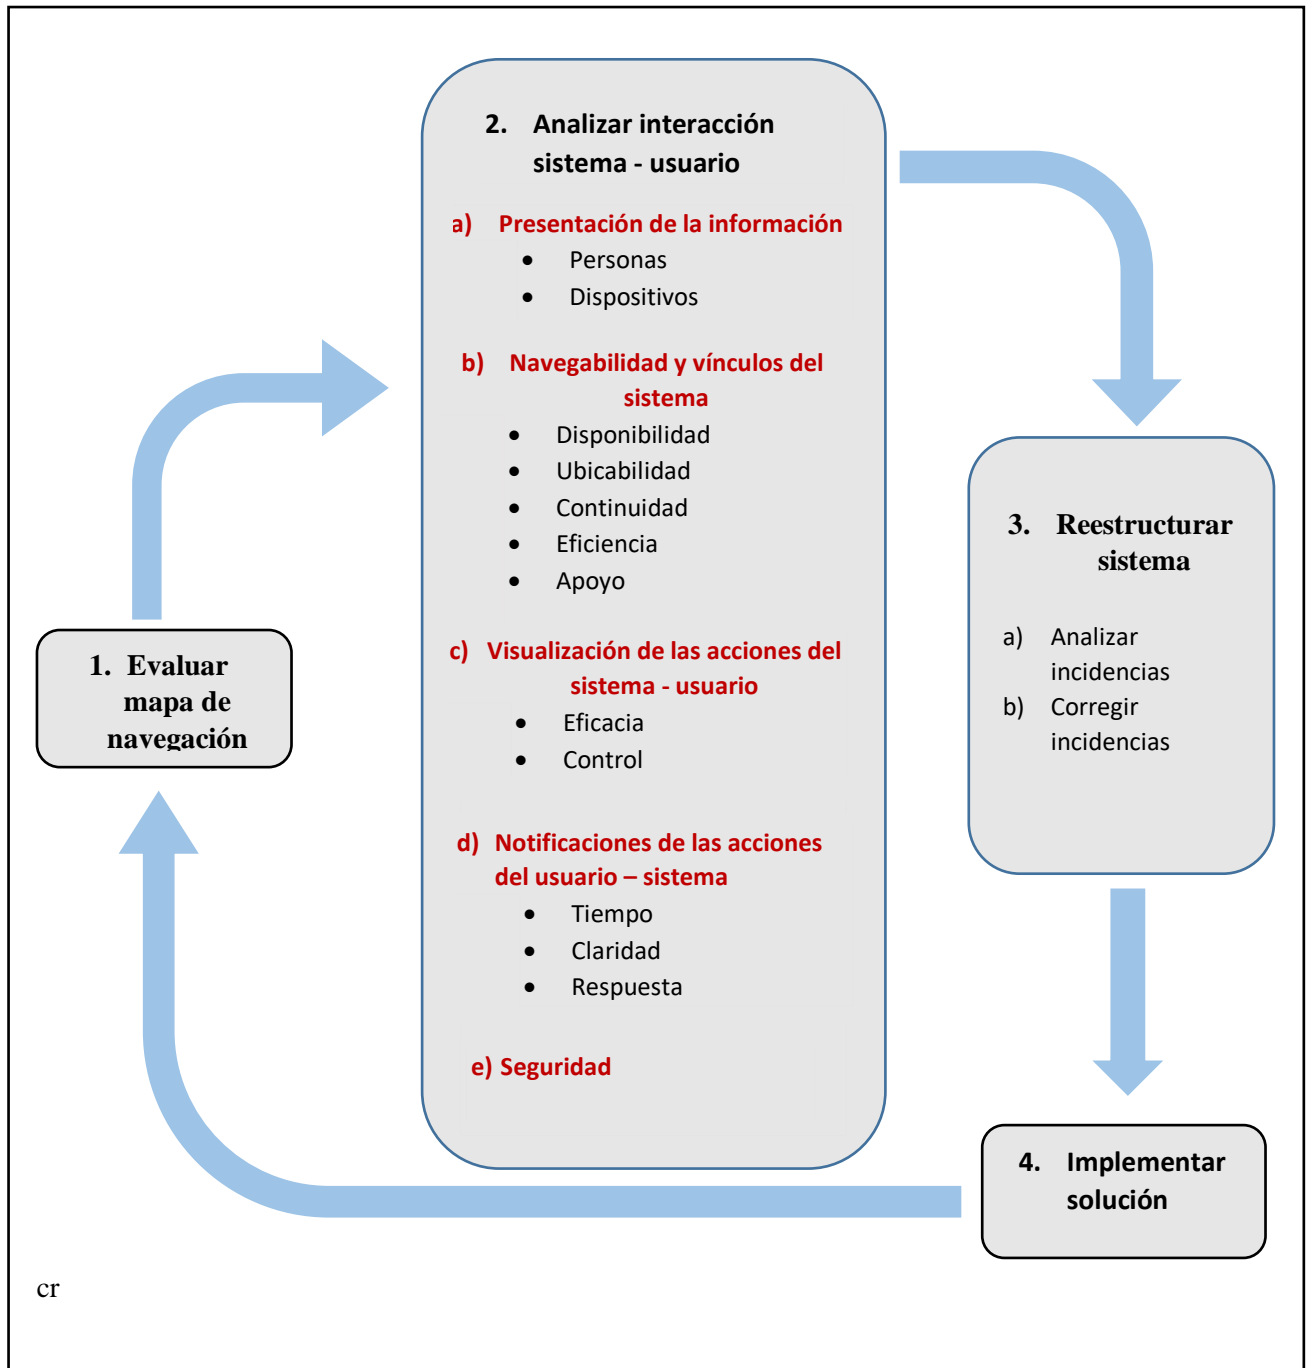 1. Evaluar
mapa de
navegación
2. Analizar interacción
sistema - usuario
a) Presentación de la información
• Personas
• Dispositivos
b) Navegabilidad y vínculos del
sistema
• Disponibilidad
• Ubicabilidad
• Continuidad
• Eficiencia
• Apoyo
c) Visualización de las acciones del
sistema - usuario
• Eficacia
• Control
d) Notificaciones de las acciones
del usuario – sistema
• Tiempo
• Claridad
• Respuesta
e) Seguridad
3. Reestructurar
sistema
a) Analizar
incidencias
b) Corregir
incidencias
4. Implementar
solución
cr